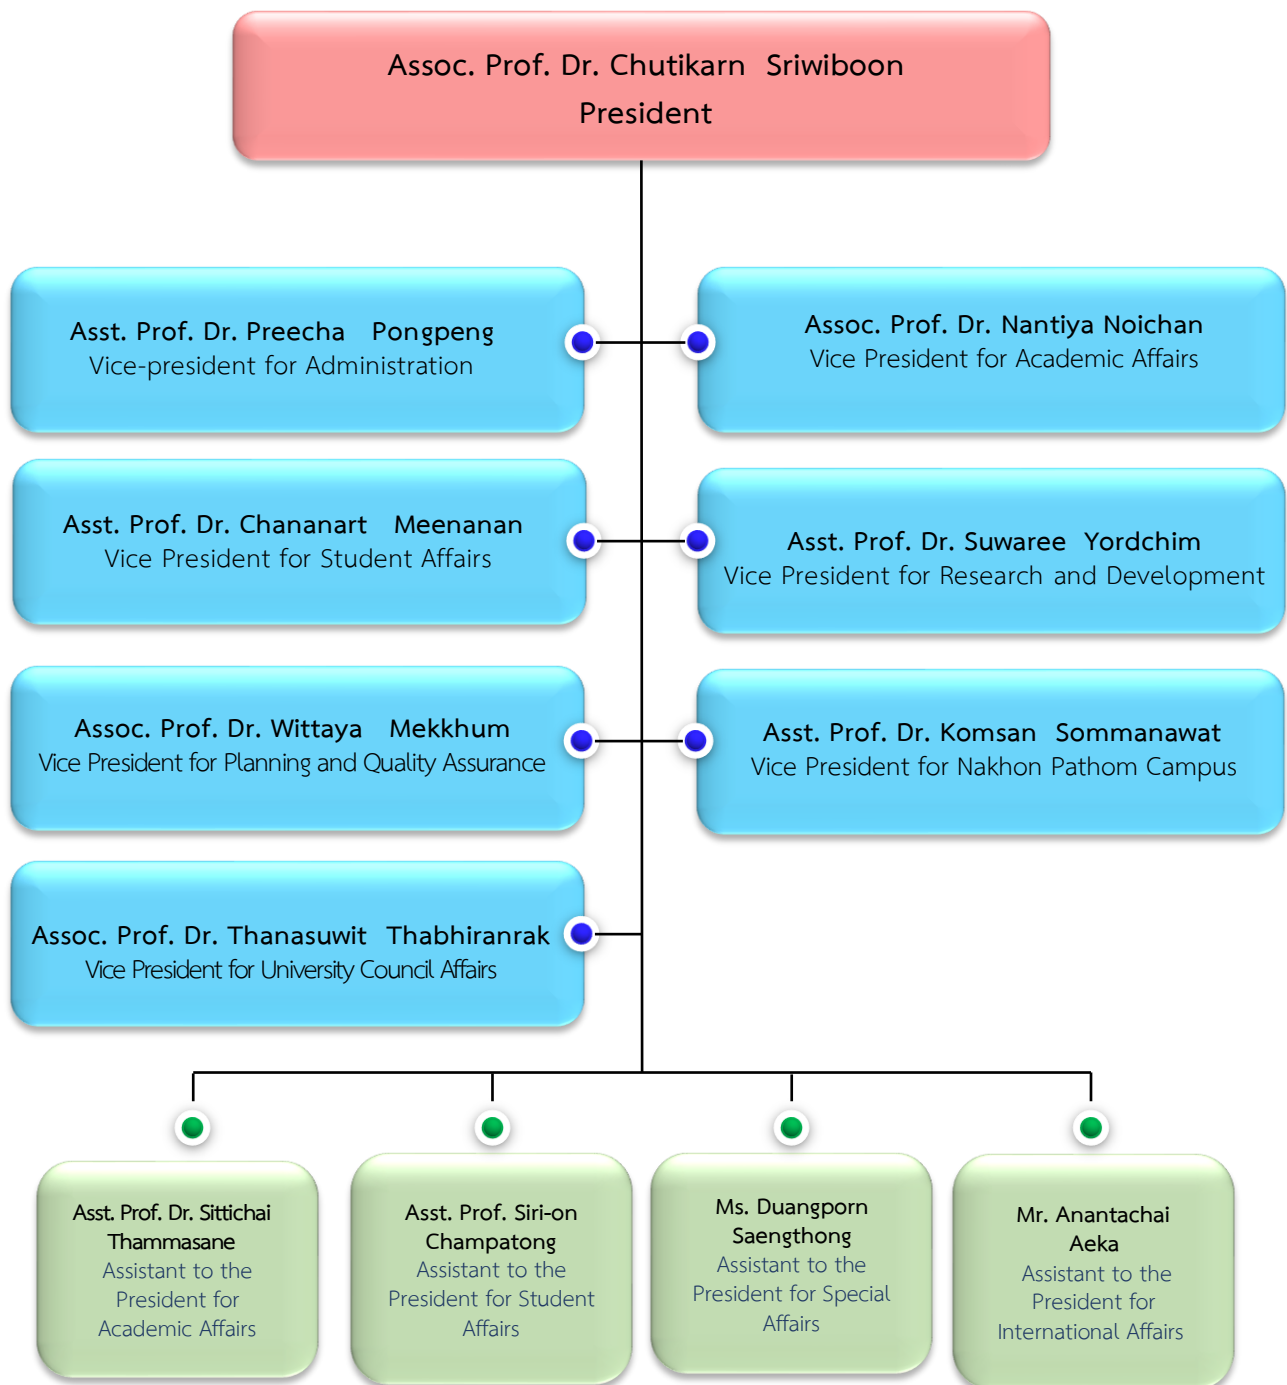 Assoc. Prof. Dr. Chutikarn Sriwiboon
President
Asst. Prof. Dr. Preecha Pongpeng
Vice-president for Administration
Assoc. Prof. Dr. Nantiya Noichan
Vice President for Academic Affairs
Asst. Prof. Dr. Chananart Meenanan
Vice President for Student Affairs
Asst. Prof. Dr. Suwaree Yordchim
Vice President for Research and Development
Assoc. Prof. Dr. Wittaya Mekkhum
Vice President for Planning and Quality Assurance
Asst. Prof. Dr. Komsan Sommanawat
Vice President for Nakhon Pathom Campus
Assoc. Prof. Dr. Thanasuwit Thabhiranrak
Vice President for University Council Affairs
Asst. Prof. Dr. Sittichai
Thammasane
Assistant to the
President for
Academic Affairs
Asst. Prof. Siri-on
Champatong
Assistant to the
President for Student
Affairs
Ms. Duangporn
Saengthong
Assistant to the
President for Special
Affairs
Mr. Anantachai
Aeka
Assistant to the
President for
International Affairs